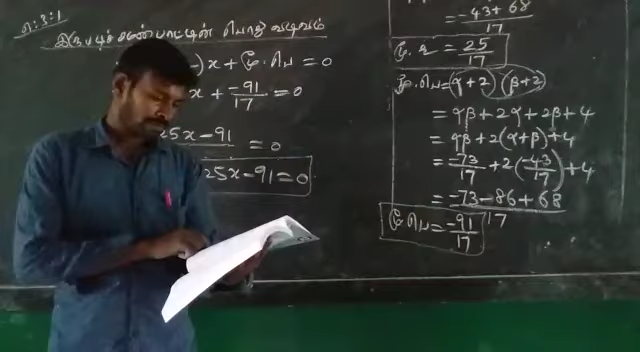 எ.3:1
இருபடிச் சமன்பாட்டின் பொது வடிவம்
)x + மூ.பெ = 0
x + -91/17 = 0
25x - 91 = 0
25x - 91 = 0
= -43 + 68 / 17
மூ.கூ = 25/17
மூ.பெ = (α+2)(β+2)
= αβ + 2α + 2β + 4
= αβ + 2(α+β) + 4
= -73/17 + 2(-43/17) + 4
= -73 - 86 + 68 / 17
மூ.பெ = -91/17